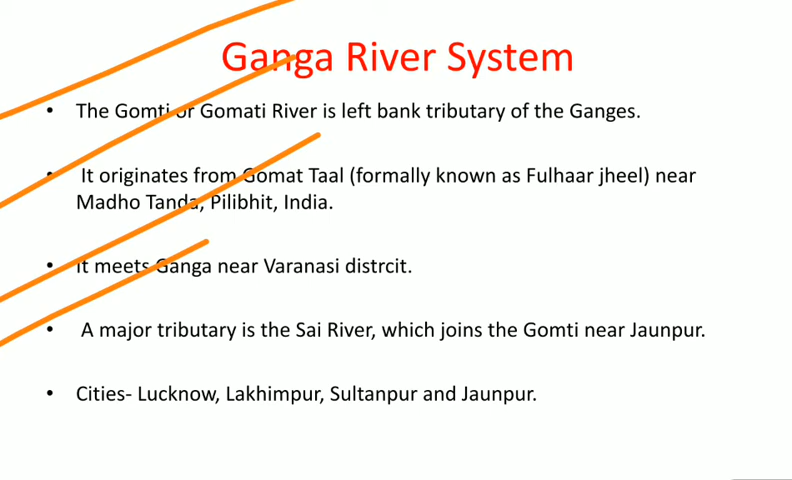 Ganga River System
• The Gomti or Gomati River is left bank tributary of the Ganges.
• It originates from Gomat Taal (formally known as Fulhaar jheel) near
Madho Tanda, Pilibhit, India.
• It meets Ganga near Varanasi distrcit.
• A major tributary is the Sai River, which joins the Gomti near Jaunpur.
• Cities- Lucknow, Lakhimpur, Sultanpur and Jaunpur.